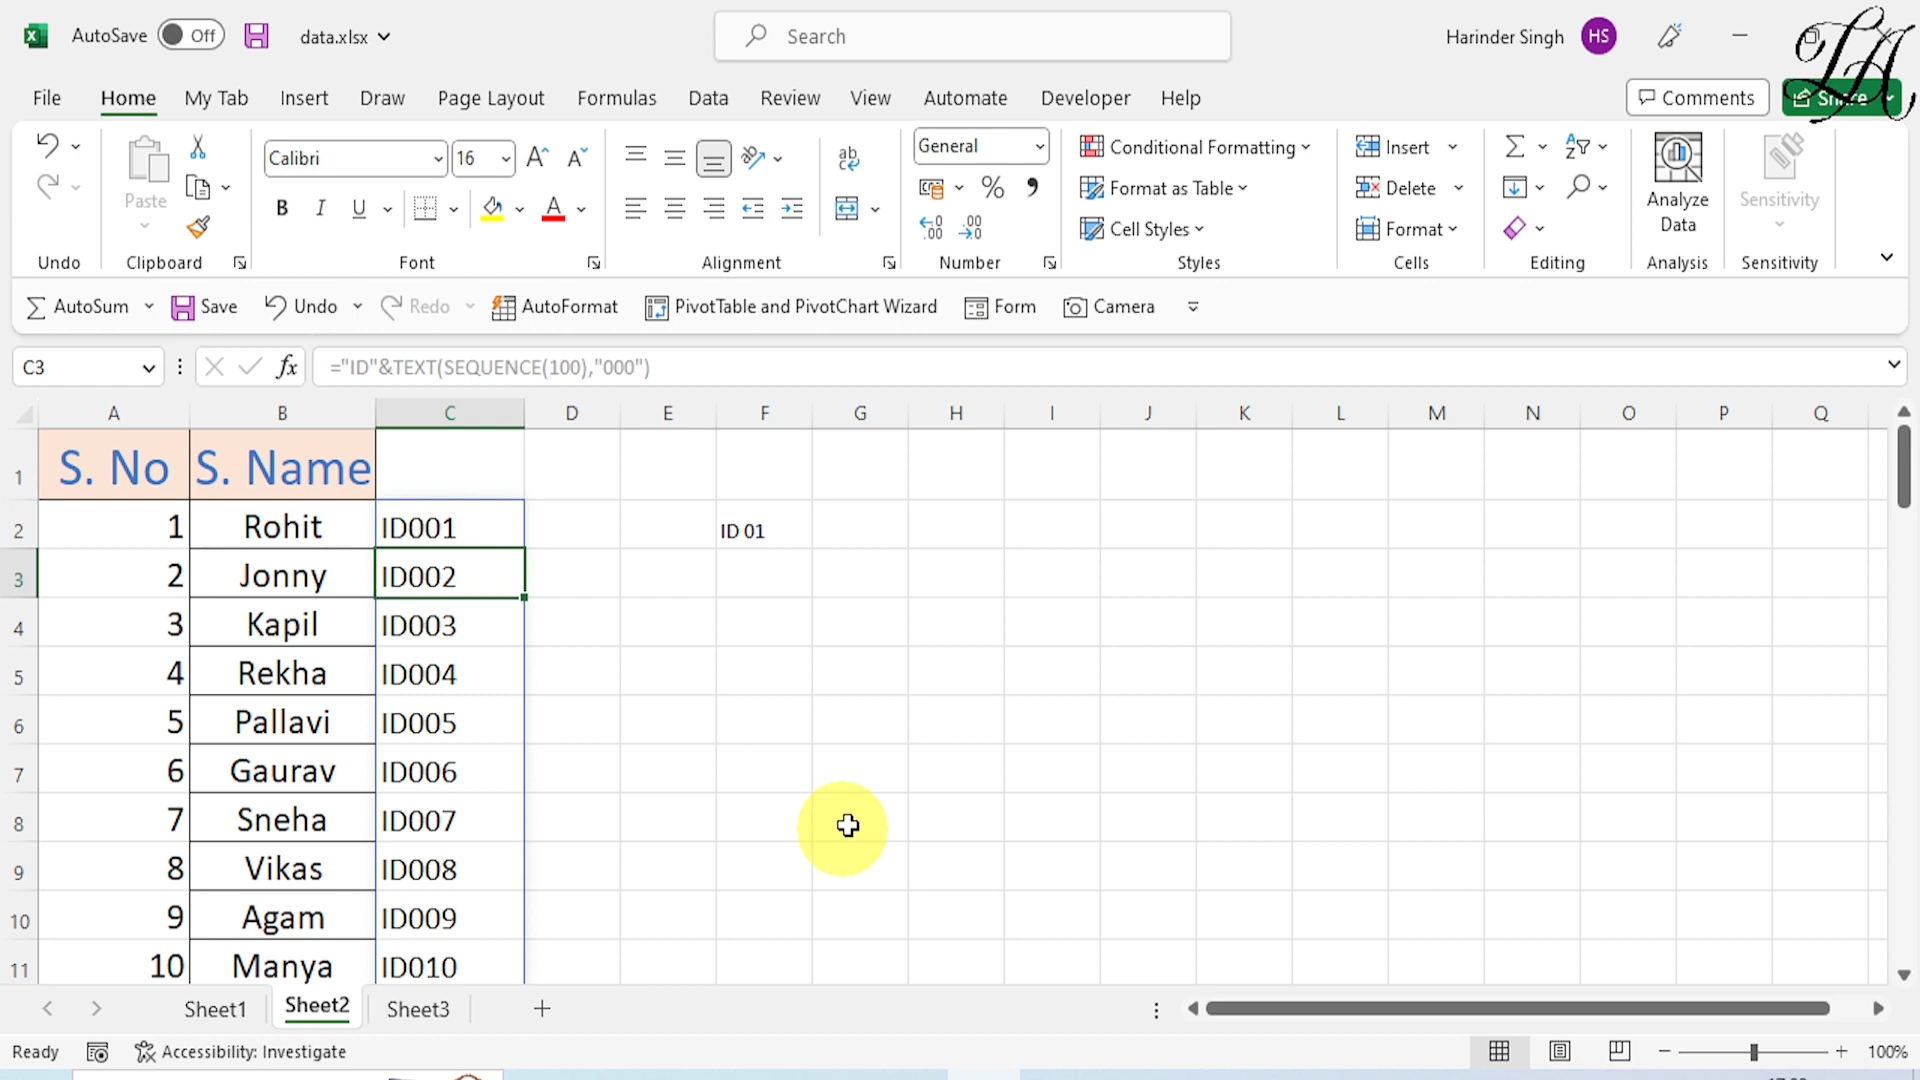 AutoSave Off data.xlsx Search Harinder Singh HS LA
File Home My Tab Insert Draw Page Layout Formulas Data Review View Automate Developer Help Comments Share
Paste Calibri 16 General Conditional Formatting Insert Analyze Data Sensitivity
B I U Format as Table Delete
Cell Styles Format
Undo Clipboard Font Alignment Number Styles Cells Editing Analysis Sensitivity
AutoSum Save Undo Redo AutoFormat PivotTable and PivotChart Wizard Form Camera
C3 fx ="ID"&TEXT(SEQUENCE(100),"000")
A B C D E F G H I J K L M N O P Q
1 S. No S. Name
2 1 Rohit ID001 ID 01
3 2 Jonny ID002
4 3 Kapil ID003
5 4 Rekha ID004
6 5 Pallavi ID005
7 6 Gaurav ID006
8 7 Sneha ID007
9 8 Vikas ID008
10 9 Agam ID009
11 10 Manya ID010
Sheet1 Sheet2 Sheet3
Ready Accessibility: Investigate 100%